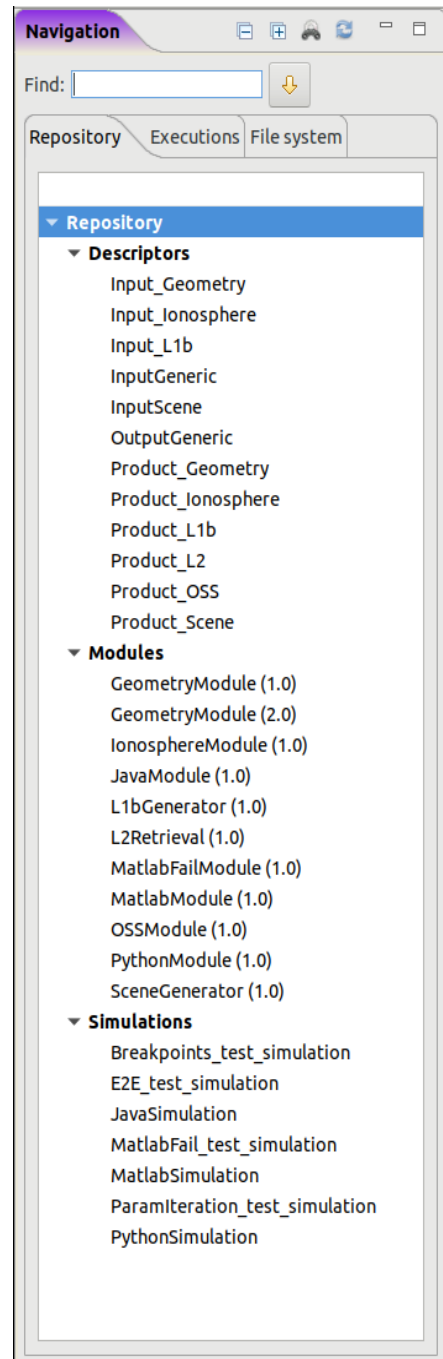 Navigation
Find:
Repository Executions File system
Repository
Descriptors
Input_Geometry
Input_Ionosphere
Input_L1b
InputGeneric
InputScene
OutputGeneric
Product_Geometry
Product_Ionosphere
Product_L1b
Product_L2
Product_OSS
Product_Scene
Modules
GeometryModule (1.0)
GeometryModule (2.0)
IonosphereModule (1.0)
JavaModule (1.0)
L1bGenerator (1.0)
L2Retrieval (1.0)
MatlabFailModule (1.0)
MatlabModule (1.0)
OSSModule (1.0)
PythonModule (1.0)
SceneGenerator (1.0)
Simulations
Breakpoints_test_simulation
E2E_test_simulation
JavaSimulation
MatlabFail_test_simulation
MatlabSimulation
ParamIteration_test_simulation
PythonSimulation